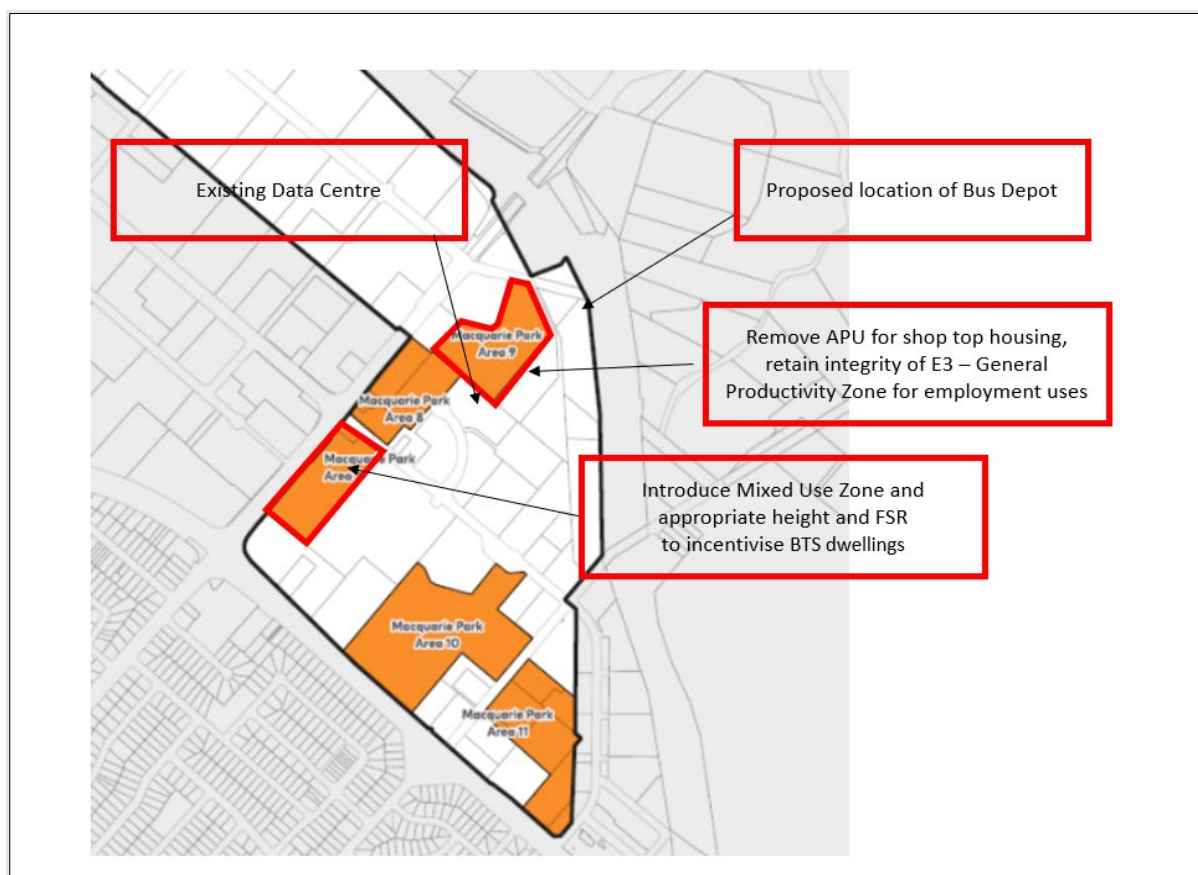 Existing Data Centre
Proposed location of Bus Depot
Macquarie Park
Area 9
Remove APU for shop top housing,
retain integrity of E3 – General
Productivity Zone for employment uses
Macquarie Park
Area 8
Macquarie Park
Area
Introduce Mixed Use Zone and
appropriate height and FSR
to incentivise BTS dwellings
Macquarie Park
Area 10
Macquarie Park
Area 11